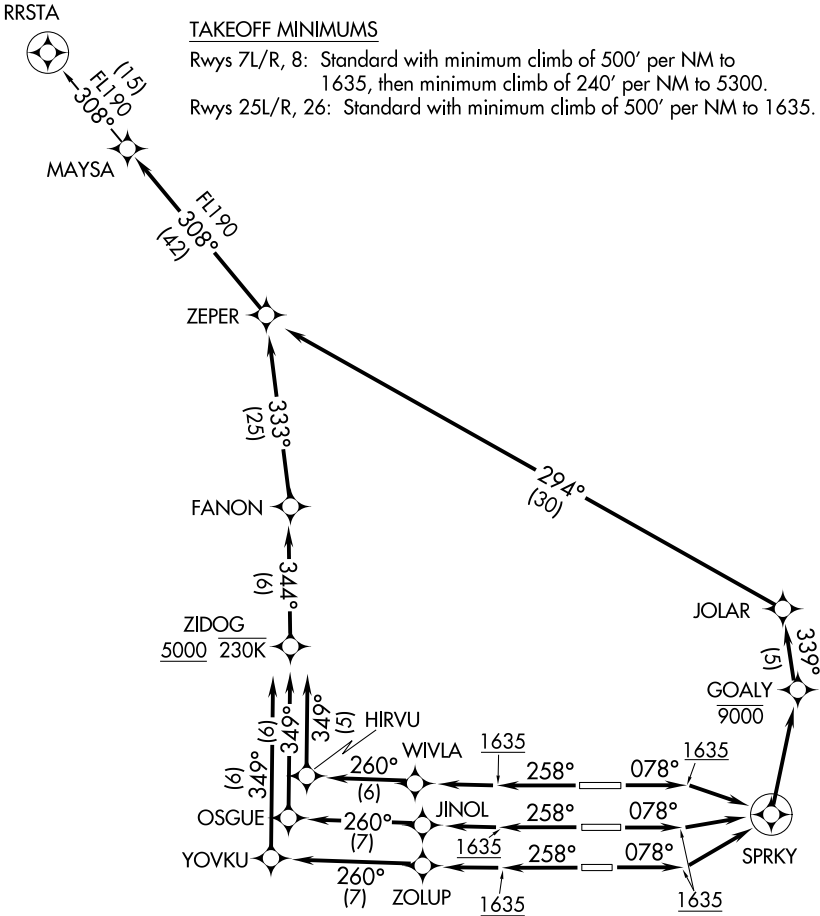 RRSTA
TAKEOFF MINIMUMS
Rwys 7L/R, 8: Standard with minimum climb of 500' per NM to
1635, then minimum climb of 240' per NM to 5300.
Rwys 25L/R, 26: Standard with minimum climb of 500' per NM to 1635.
(15)
FL190
308°
MAYSA
FL190
308°
(42)
ZEPER
333°
(25)
294°
(30)
FANON
344°
(6)
ZIDOG
5000 230K
JOLAR
339°
(5)
GOALY
9000
349°
(6)
349°
(6)
349°
(5)
HIRVU
WIVLA
1635
1635
260°
(6)
258°
078°
OSGUE
JINOL
260°
(7)
1635
258°
078°
SPRKY
YOVKU
260°
(7)
ZOLUP
258°
078°
1635
1635